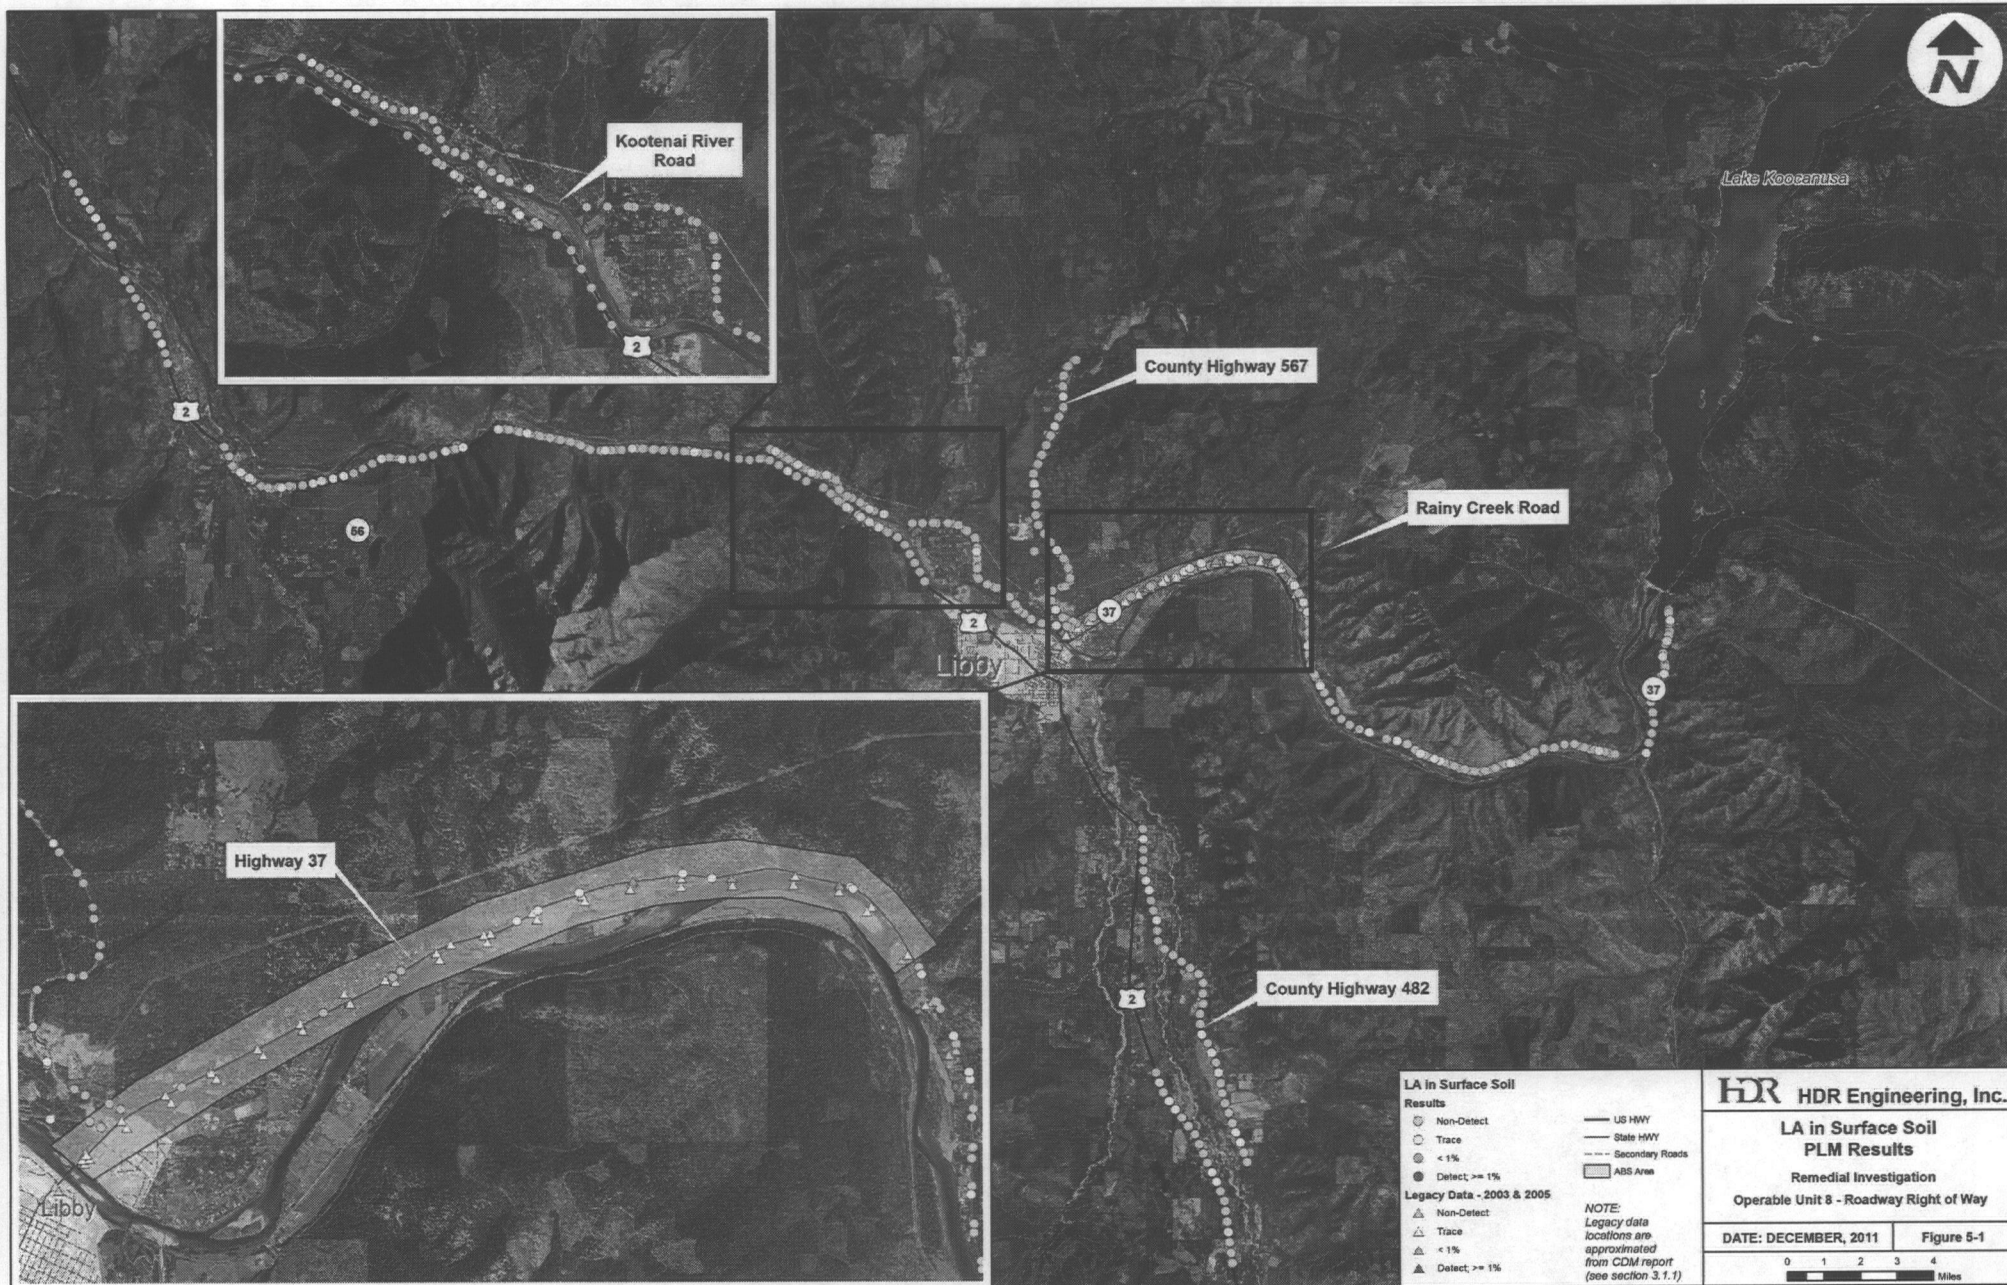 N
Kootenai River
Road
Lake Koocanusa
2
County Highway 567
2
Rainy Creek Road
56
37
2
Libby
37
Highway 37
County Highway 482
2
Libby
LA in Surface Soil
Results
Non-Detect
Trace
< 1%
Detect; >= 1%
Legacy Data - 2003 & 2005
Non-Detect
Trace
< 1%
Detect; >= 1%
US HWY
State HWY
Secondary Roads
ABS Area
NOTE:
Legacy data
locations are
approximated
from CDM report
(see section 3.1.1)
HDR HDR Engineering, Inc.
LA in Surface Soil
PLM Results
Remedial Investigation
Operable Unit 8 - Roadway Right of Way
DATE: DECEMBER, 2011
Figure 5-1
0 1 2 3 4
Miles